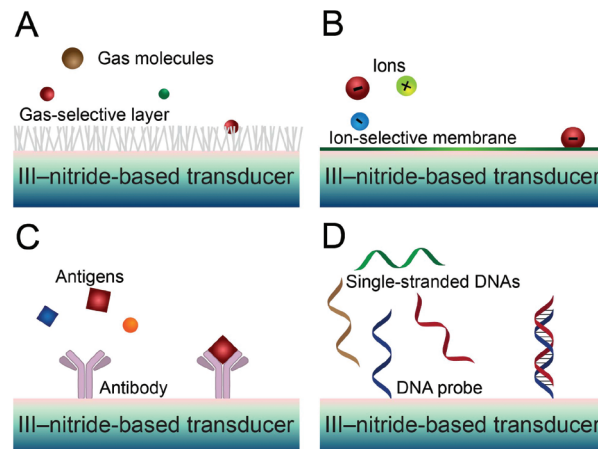 A
Gas molecules
Gas-selective layer
III–nitride-based transducer
B
Ions
Ion-selective membrane
III–nitride-based transducer
C
Antigens
Antibody
III–nitride-based transducer
D
Single-stranded DNAs
DNA probe
III–nitride-based transducer